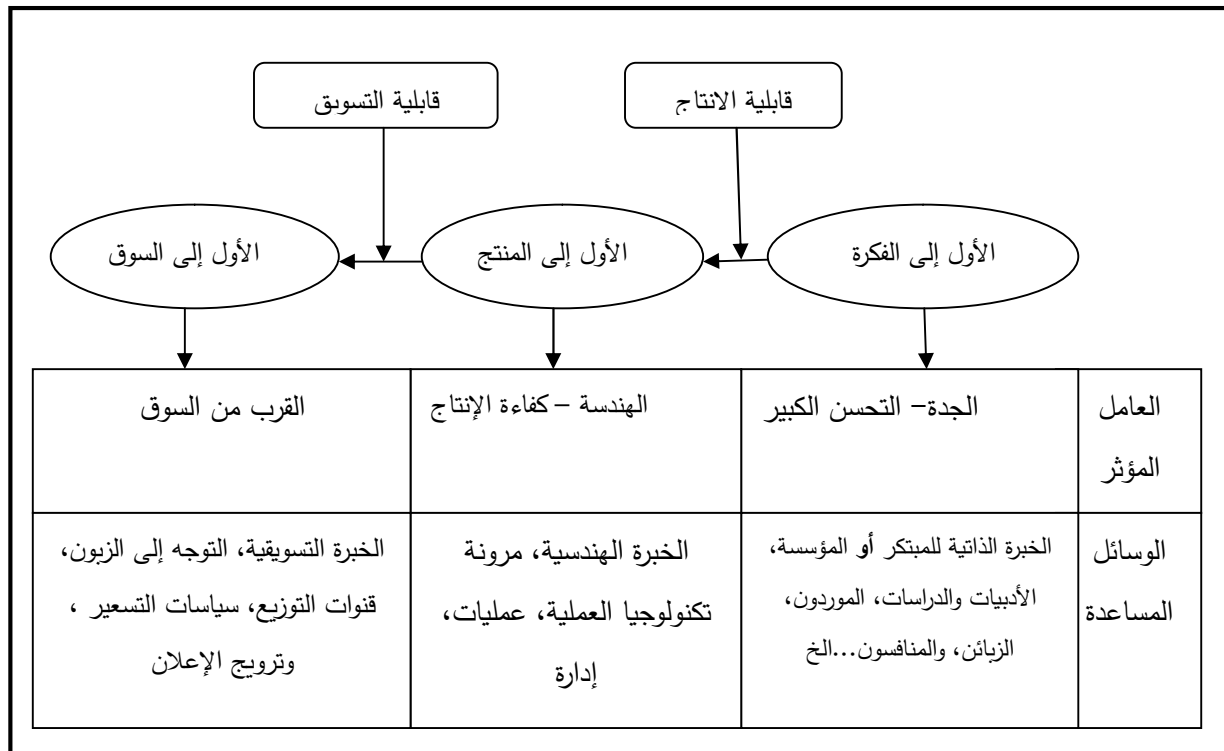 قابلية الانتاج
قابلية التسويق
الأول إلى الفكرة
الأول إلى المنتج
الأول إلى السوق
العامل
المؤثر
الجدة– التحسن الكبير
الهندسة – كفاءة الإنتاج
القرب من السوق
الوسائل
المساعدة
الخبرة الذاتية للمبتكر أو المؤسسة،
الأدبيات والدراسات، الموردون،
الزبائن، والمنافسون...الخ
الخبرة الهندسية، مرونة
تكنولوجيا العملية، عمليات،
إدارة
الخبرة التسويقية، التوجه إلى الزبون،
قنوات التوزيع، سياسات التسعير ،
وترويج الإعلان